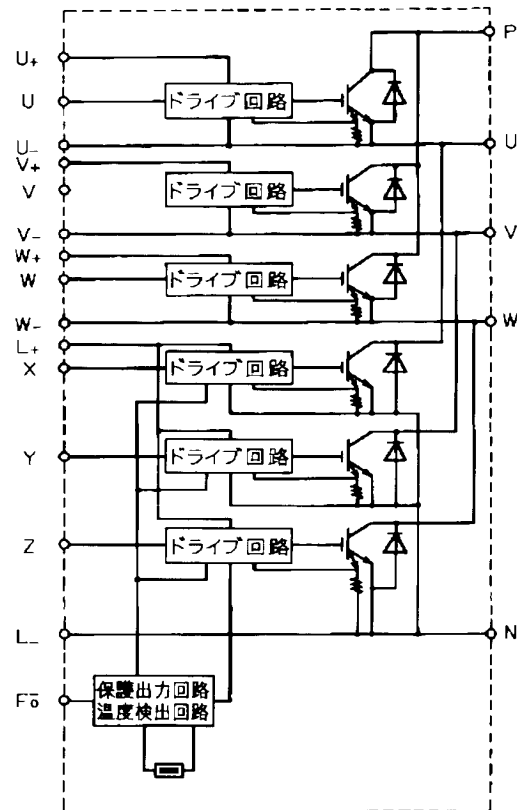 P
U+
U
ドライブ回路
U-
U
V+
V
ドライブ回路
V-
V
W+
W
ドライブ回路
W-
W
L+
X
ドライブ回路
Y
ドライブ回路
Z
ドライブ回路
L-
N
F̅o
保護出力回路
温度検出回路